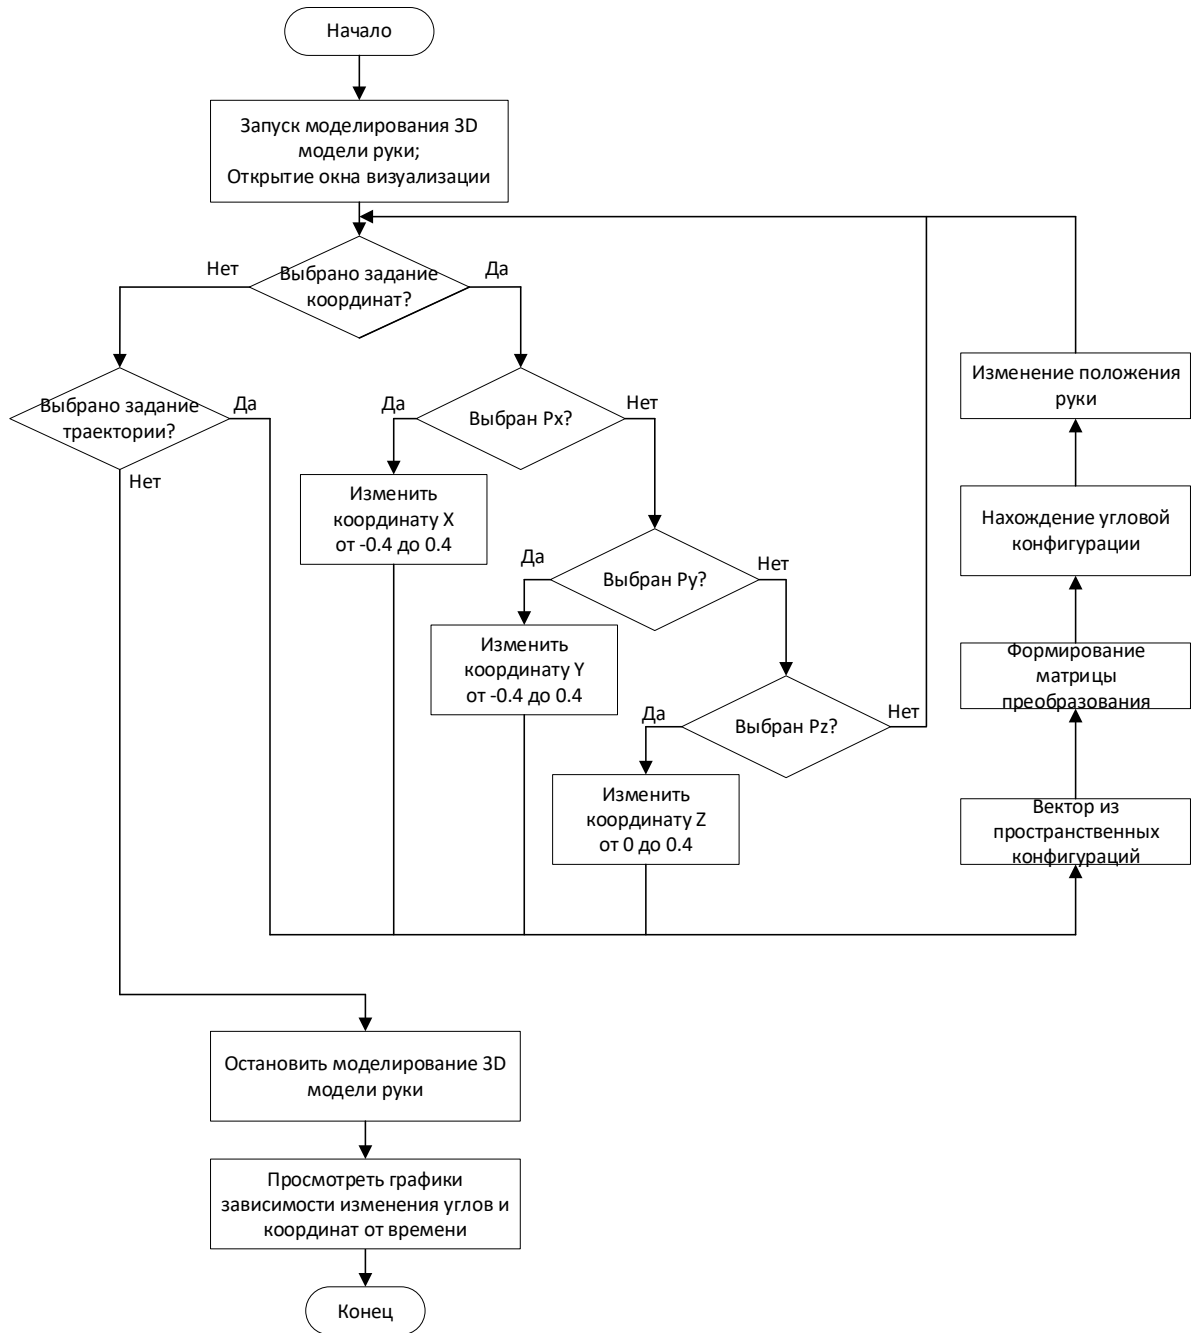 Начало
Запуск моделирования 3D
модели руки;
Открытие окна визуализации
Нет
Выбрано задание
координат?
Да
Выбрано задание
траектории?
Да
Нет
Да
Выбран Px?
Нет
Изменить
координату X
от -0.4 до 0.4
Да
Выбран Py?
Нет
Изменить
координату Y
от -0.4 до 0.4
Да
Выбран Pz?
Нет
Изменить
координату Z
от 0 до 0.4
Изменение положения
руки
Нахождение угловой
конфигурации
Формирование
матрицы
преобразования
Вектор из
пространственных
конфигураций
Остановить моделирование 3D
модели руки
Просмотреть графики
зависимости изменения углов и
координат от времени
Конец